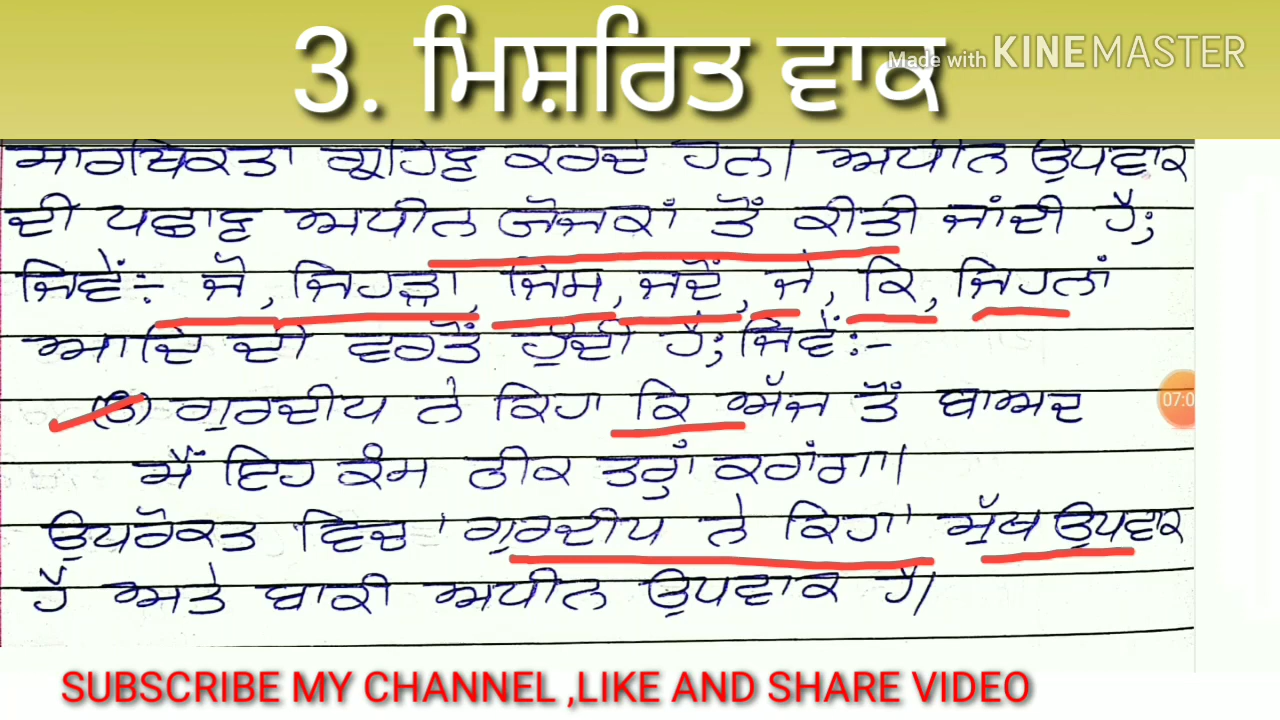 3. ਮਿਸ਼ਰਿਤ ਵਾਕ
Made with KINEMASTER
ਸਾਰਥਿਕਤਾ ਗ੍ਰਹਿਣ ਕਰਦੇ ਹਨ। ਅਧੀਨ ਉਪਵਾਕ
ਦੀ ਪਛਾਣ ਅਧੀਨ ਯੋਜਕਾਂ ਤੋਂ ਕੀਤੀ ਜਾਂਦੀ ਹੈ;
ਜਿਵੇਂ:- ਜੋ, ਜਿਹੜਾ, ਜਿਸ, ਜਦੋਂ, ਜੇ, ਕਿ, ਜਿਹਨਾਂ
ਆਦਿ ਦੀ ਵਰਤੋਂ ਹੁੰਦੀ ਹੈ; ਜਿਵੇਂ:-
(ੳ) ਗੁਰਦੀਪ ਨੇ ਕਿਹਾ ਕਿ ਅੱਜ ਤੋਂ ਬਾਅਦ
07:0
ਮੈਂ ਇਹ ਕੰਮ ਠੀਕ ਤਰ੍ਹਾਂ ਕਰਾਂਗਾ।
ਉਪਰੋਕਤ ਵਿਚ 'ਗੁਰਦੀਪ ਨੇ ਕਿਹਾ' ਮੁੱਖ ਉਪਵਾਕ
ਹੈ ਅਤੇ ਬਾਕੀ ਅਧੀਨ ਉਪਵਾਕ ਹੈ।
SUBSCRIBE MY CHANNEL ,LIKE AND SHARE VIDEO